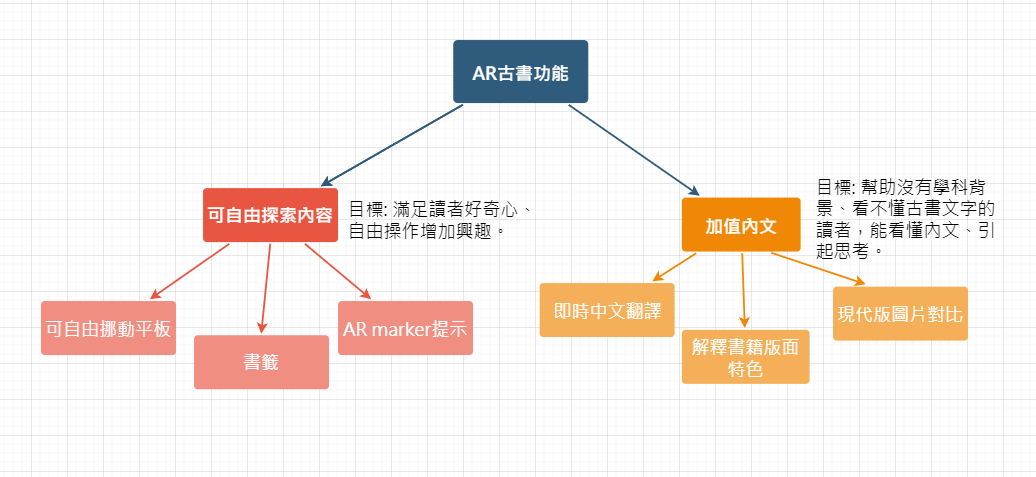 AR古書功能
可自由探索內容
目標: 滿足讀者好奇心、
自由操作增加興趣。
加值內文
目標: 幫助沒有學科背
景、看不懂古書文字的
讀者，能看懂內文、引
起思考。
可自由挪動平板
書籤
AR marker提示
即時中文翻譯
解釋書籍版面
特色
現代版圖片對比